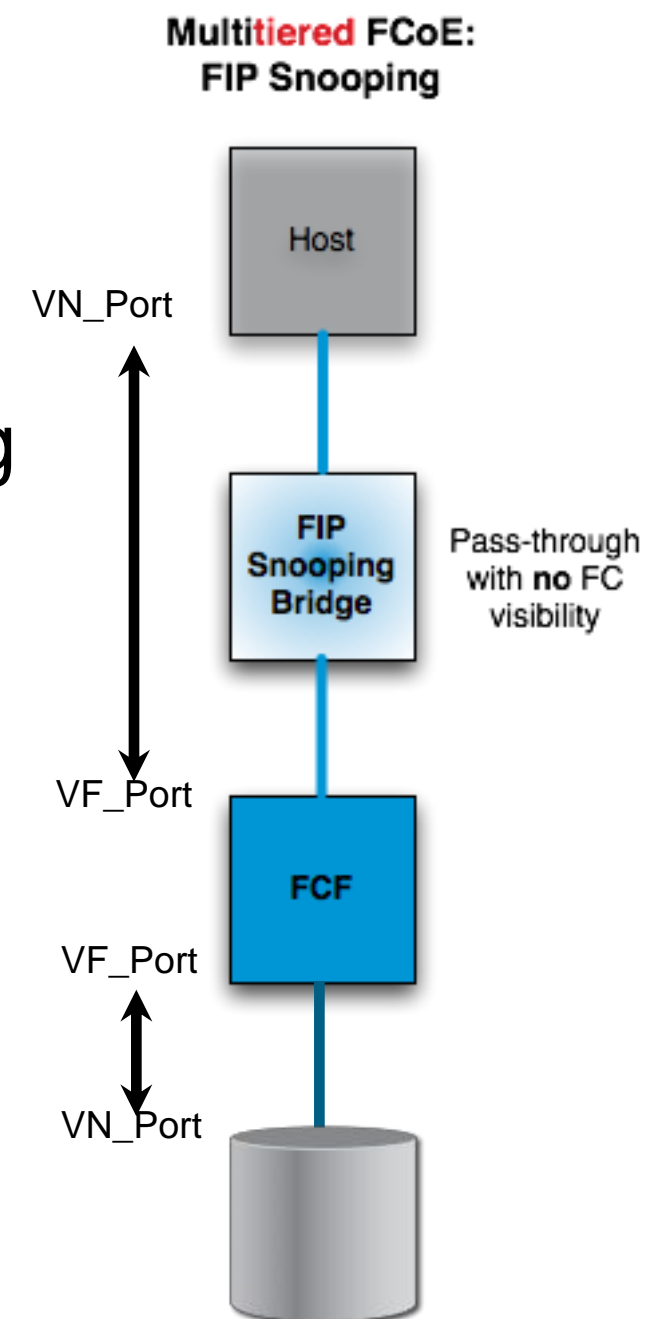 Multitiered FCoE:
FIP Snooping
Host
VN_Port
g
FIP
Snooping
Bridge
Pass-through
with no FC
visibility
VF_Port
FCF
VF_Port
VN_Port